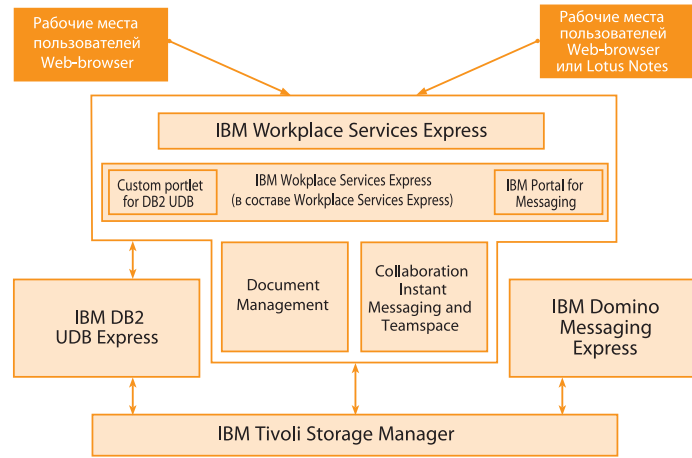 Рабочие места
пользователей
Web-browser
Рабочие места
пользователей
Web-browser
или Lotus Notes
IBM Workplace Services Express
Custom portlet
for DB2 UDB
IBM Wokplace Services Express
(в составе Workplace Services Express)
IBM Portal for
Messaging
Document
Management
Collaboration
Instant
Messaging and
Teamspace
IBM DB2
UDB Express
IBM Domino
Messaging
Express
IBM Tivoli Storage Manager